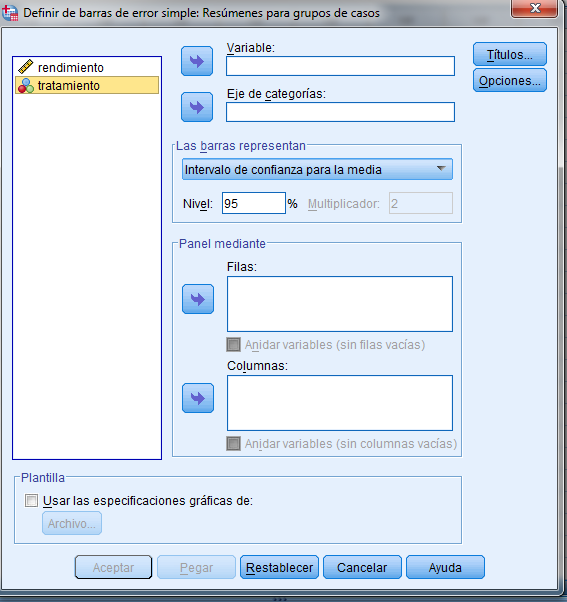 Definir de barras de error simple: Resúmenes para grupos de casos
rendimiento
tratamiento
Variable:
Eje de categorías:
Títulos...
Opciones...
Las barras representan
Intervalo de confianza para la media
Nivel: 95 % Multiplicador: 2
Panel mediante
Filas:
Anidar variables (sin filas vacías)
Columnas:
Anidar variables (sin columnas vacías)
Plantilla
Usar las especificaciones gráficas de:
Archivo...
Aceptar Pegar Restablecer Cancelar Ayuda